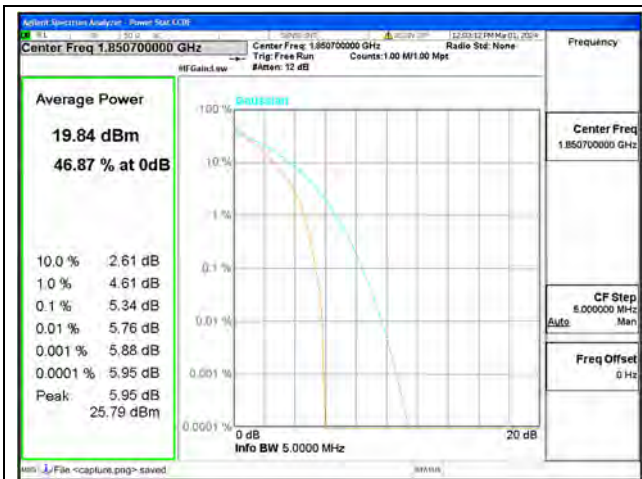 Agilent Spectrum Analyzer - Power Stat CCDF
Center Freq 1.850700000 GHz
Center Freq: 1.850700000 GHz
Trig: Free Run
Counts:1.00 M/1.00 Mpt
#IFGain:Low
#Atten: 12 dB
12:03:12 PM Mar 01, 2024
Radio Std: None
Frequency
Average Power
19.84 dBm
46.87 % at 0dB
10.0 % 2.61 dB
1.0 % 4.61 dB
0.1 % 5.34 dB
0.01 % 5.76 dB
0.001 % 5.88 dB
0.0001 % 5.95 dB
Peak 5.95 dB
25.79 dBm
Gaussian
100 %
10 %
1 %
0.1 %
0.01 %
0.001 %
0.0001 %
0 dB
20 dB
Info BW 5.0000 MHz
Center Freq
1.850700000 GHz
CF Step
5.000000 MHz
Auto Man
Freq Offset
0 Hz
MSG
File <capture.png> saved
STATUS